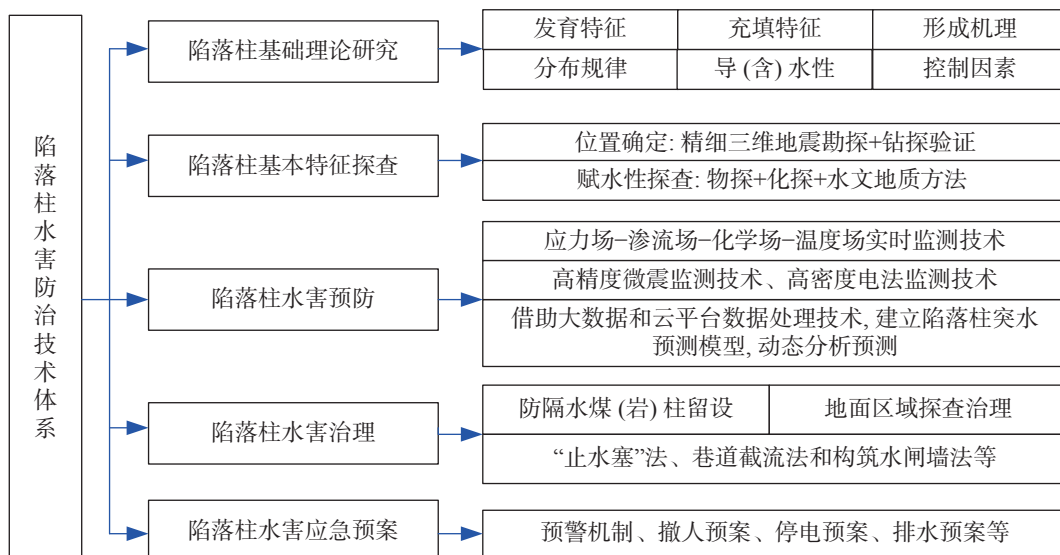 陷落柱水害防治技术体系
陷落柱基础理论研究
发育特征 充填特征 形成机理
分布规律 导 (含) 水性 控制因素
陷落柱基本特征探查
位置确定: 精细三维地震勘探+钻探验证
赋水性探查: 物探+化探+水文地质方法
陷落柱水害预防
应力场–渗流场–化学场–温度场实时监测技术
高精度微震监测技术、高密度电法监测技术
借助大数据和云平台数据处理技术, 建立陷落柱突水
预测模型, 动态分析预测
陷落柱水害治理
防隔水煤 (岩) 柱留设 地面区域探查治理
“止水塞”法、巷道截流法和构筑水闸墙法等
陷落柱水害应急预案
预警机制、撤人预案、停电预案、排水预案等